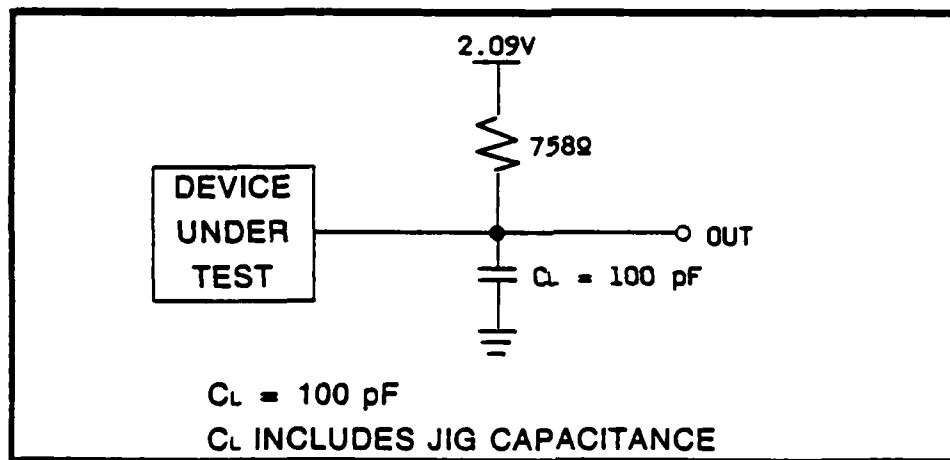 2.09V
758Ω
DEVICE
UNDER
TEST
OUT
CL = 100 pF
CL = 100 pF
CL INCLUDES JIG CAPACITANCE